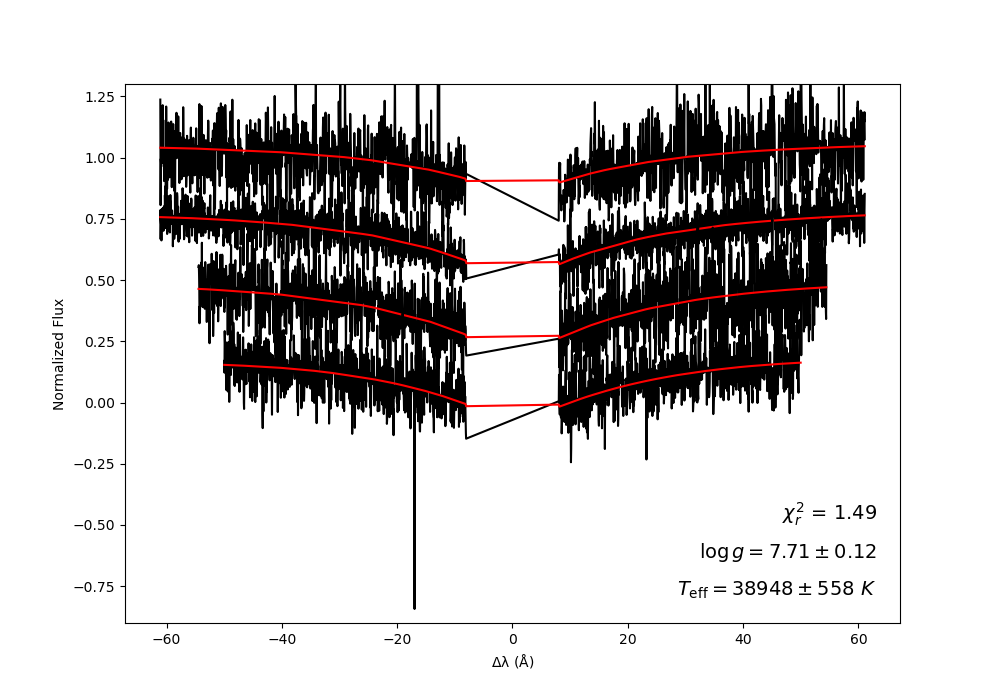 1.25
1.00
0.75
0.50
0.25
0.00
−0.25
−0.50
−0.75
Normalized Flux
χ²ᵣ = 1.49
log g = 7.71 ± 0.12
T_eff = 38948 ± 558 K
−60 −40 −20 0 20 40 60
Δλ (Å)